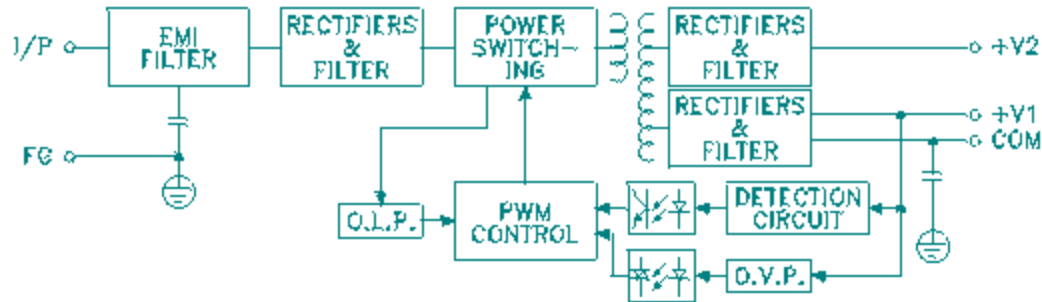 I/P
EMI
FILTER
RECTIFIERS
&
FILTER
POWER
SWITCH-
ING
RECTIFIERS
&
FILTER
+V2
RECTIFIERS
&
FILTER
+V1
COM
FG
O.L.P.
PWM
CONTROL
DETECTION
CIRCUIT
O.V.P.